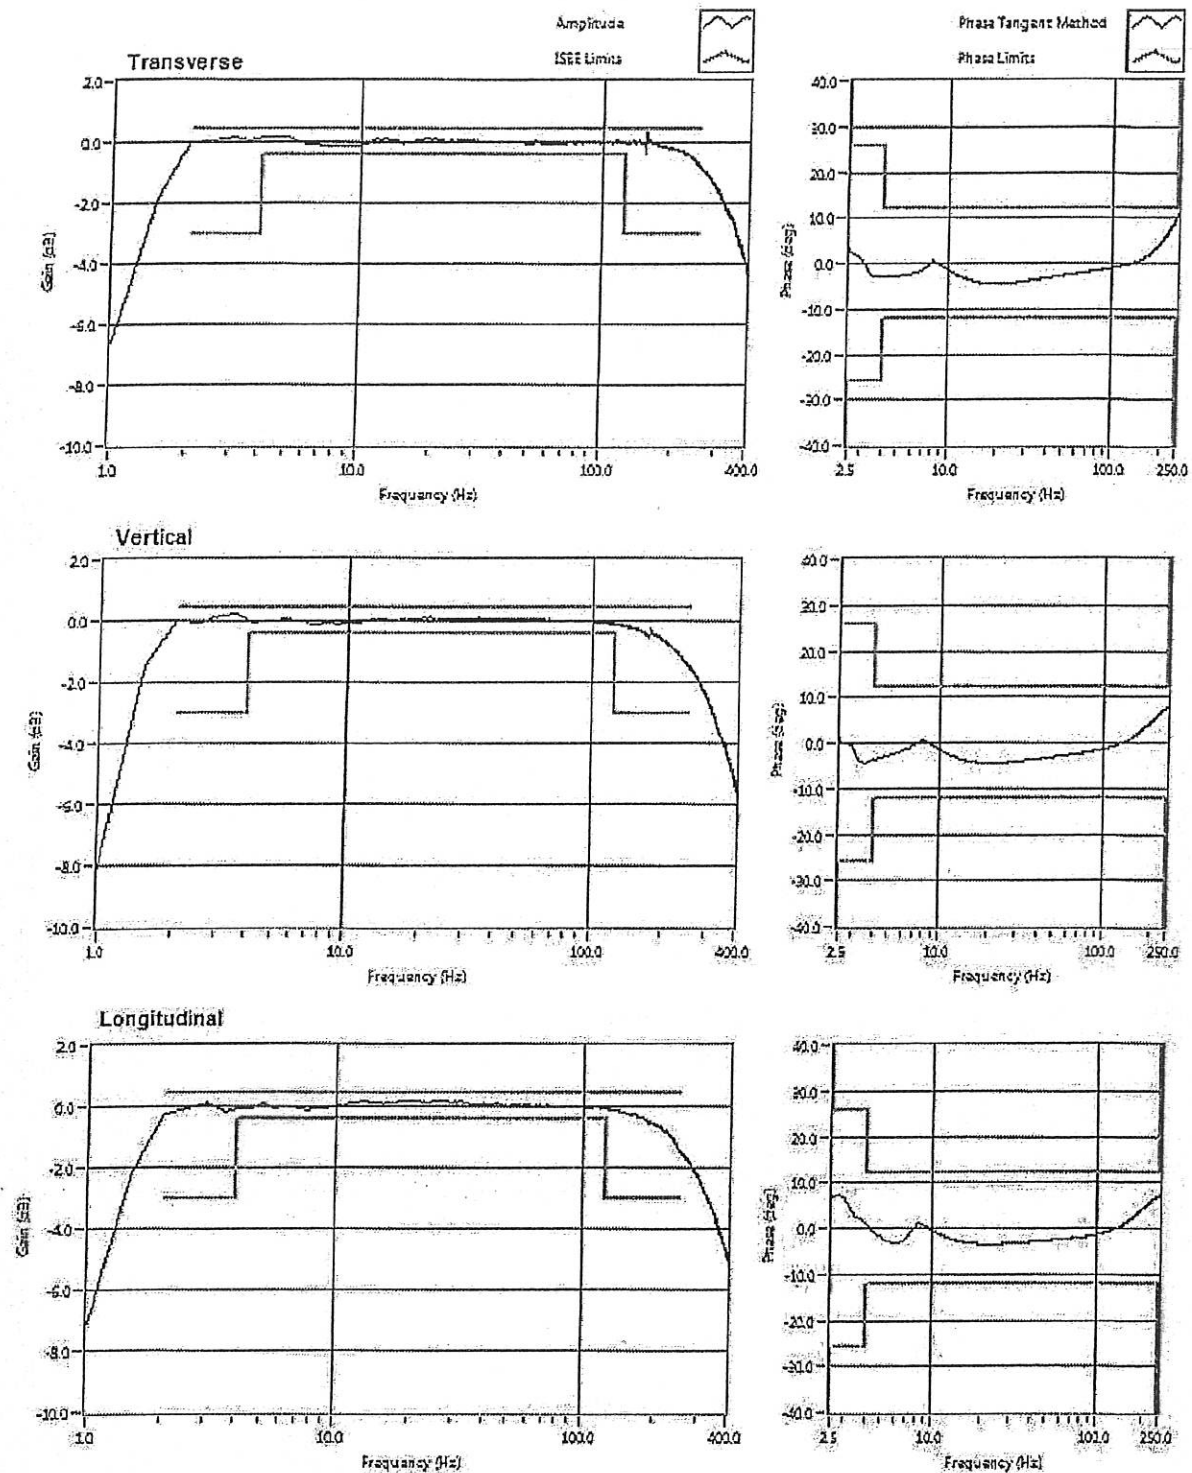 Amplitude
ISEE Limits
Phase Tangent Method
Phase Limits
Transverse
2.0
0.0
-2.0
-4.0
-6.0
-8.0
-10.0
Gain (dB)
1.0 10.0 100.0 400.0
Frequency (Hz)
40.0
30.0
20.0
10.0
0.0
-10.0
-20.0
-30.0
-40.0
Phase (deg)
2.5 10.0 100.0 250.0
Frequency (Hz)
Vertical
2.0
0.0
-2.0
-4.0
-6.0
-8.0
-10.0
Gain (dB)
1.0 10.0 100.0 400.0
Frequency (Hz)
40.0
30.0
20.0
10.0
0.0
-10.0
-20.0
-30.0
-40.0
Phase (deg)
2.5 10.0 100.0 250.0
Frequency (Hz)
Longitudinal
2.0
0.0
-2.0
-4.0
-6.0
-8.0
-10.0
Gain (dB)
1.0 10.0 100.0 400.0
Frequency (Hz)
40.0
30.0
20.0
10.0
0.0
-10.0
-20.0
-30.0
-40.0
Phase (deg)
2.5 10.0 100.0 250.0
Frequency (Hz)